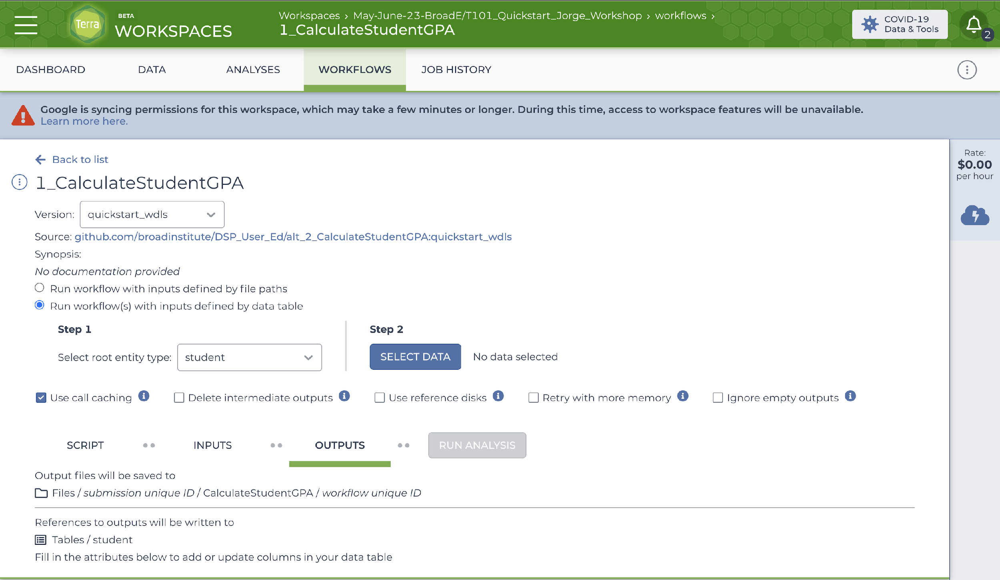 Terra
BETA
WORKSPACES
Workspaces › May-June-23-BroadE/T101_Quickstart_Jorge_Workshop › workflows ›
1_CalculateStudentGPA
COVID-19
Data & Tools
2
DASHBOARD
DATA
ANALYSES
WORKFLOWS
JOB HISTORY
Google is syncing permissions for this workspace, which may take a few minutes or longer. During this time, access to workspace features will be unavailable.
Learn more here.
Rate:
$0.00
per hour
Back to list
1_CalculateStudentGPA
Version: quickstart_wdls
Source: github.com/broadinstitute/DSP_User_Ed/alt_2_CalculateStudentGPA:quickstart_wdls
Synopsis:
No documentation provided
Run workflow with inputs defined by file paths
Run workflow(s) with inputs defined by data table
Step 1
Select root entity type: student
Step 2
SELECT DATA No data selected
Use call caching
Delete intermediate outputs
Use reference disks
Retry with more memory
Ignore empty outputs
SCRIPT
INPUTS
OUTPUTS
RUN ANALYSIS
Output files will be saved to
Files / submission unique ID / CalculateStudentGPA / workflow unique ID
References to outputs will be written to
Tables / student
Fill in the attributes below to add or update columns in your data table